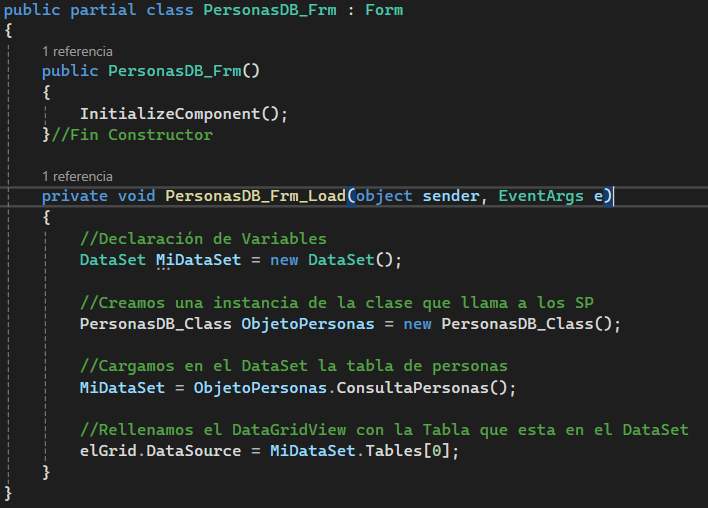 public partial class PersonasDB_Frm : Form
{
1 referencia
public PersonasDB_Frm()
{
InitializeComponent();
}//Fin Constructor
1 referencia
private void PersonasDB_Frm_Load(object sender, EventArgs e)
{
//Declaración de Variables
DataSet MiDataSet = new DataSet();
//Creamos una instancia de la clase que llama a los SP
PersonasDB_Class ObjetoPersonas = new PersonasDB_Class();
//Cargamos en el DataSet la tabla de personas
MiDataSet = ObjetoPersonas.ConsultaPersonas();
//Rellenamos el DataGridView con la Tabla que esta en el DataSet
elGrid.DataSource = MiDataSet.Tables[0];
}
}